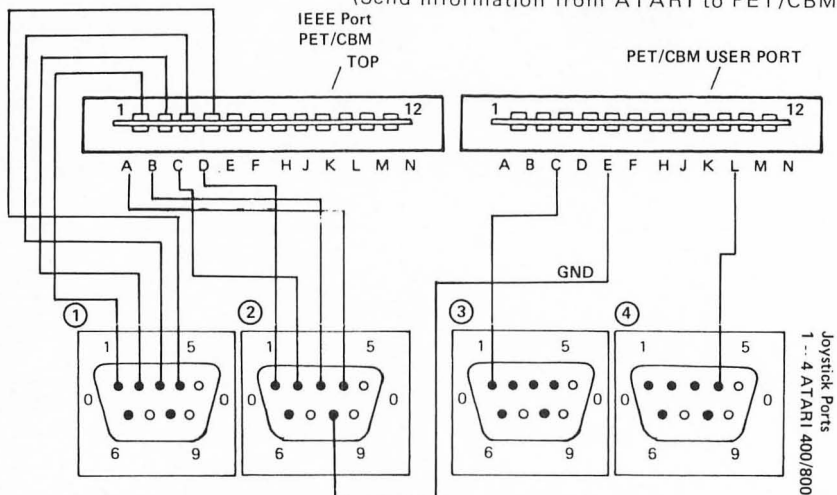 (Send information from ATARI to PET/CBM
IEEE Port
PET/CBM
TOP
PET/CBM USER PORT
1 12
1 12
A B C D E F H J K L M N
A B C D E F H J K L M N
GND
1
2
3
4
1 5
1 5
1 5
1 5
0 0 0 0 0 0
6 9
6 9
6 9
6 9
Joystick Ports
1 -- 4 ATARI 400/800